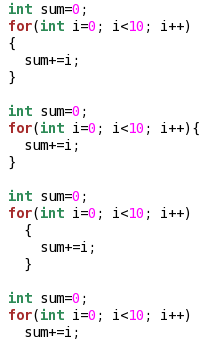 int sum=0;
for(int i=0; i<10; i++)
{
  sum+=i;
}

int sum=0;
for(int i=0; i<10; i++){
  sum+=i;
}

int sum=0;
for(int i=0; i<10; i++)
  {
    sum+=i;
  }

int sum=0;
for(int i=0; i<10; i++)
  sum+=i;